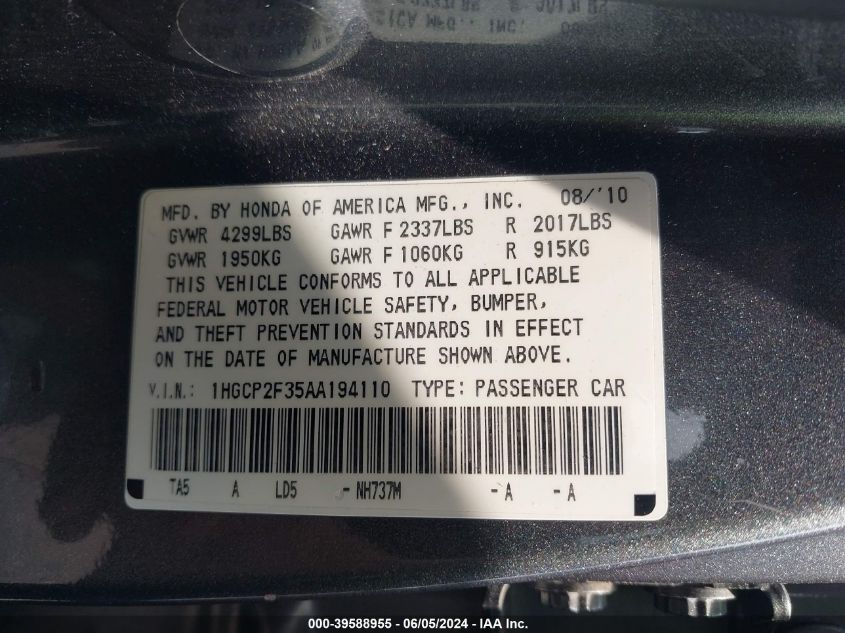 MFD. BY HONDA OF AMERICA MFG., INC. 08/'10
GVWR 4299LBS GAWR F 2337LBS R 2017LBS
GVWR 1950KG GAWR F 1060KG R 915KG
THIS VEHICLE CONFORMS TO ALL APPLICABLE
FEDERAL MOTOR VEHICLE SAFETY, BUMPER,
AND THEFT PREVENTION STANDARDS IN EFFECT
ON THE DATE OF MANUFACTURE SHOWN ABOVE.
V.I.N.: 1HGCP2F35AA194110 TYPE: PASSENGER CAR
TA5 A LD5 - NH737M -A -A
000-39588955 - 06/05/2024 - IAA Inc.